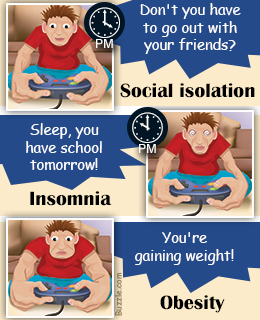 Don't you have
to go out with
your friends?
PM
Social isolation
Sleep, you
have school
tomorrow!
PM
Insomnia
You're
gaining weight!
Obesity
Buzzle.com